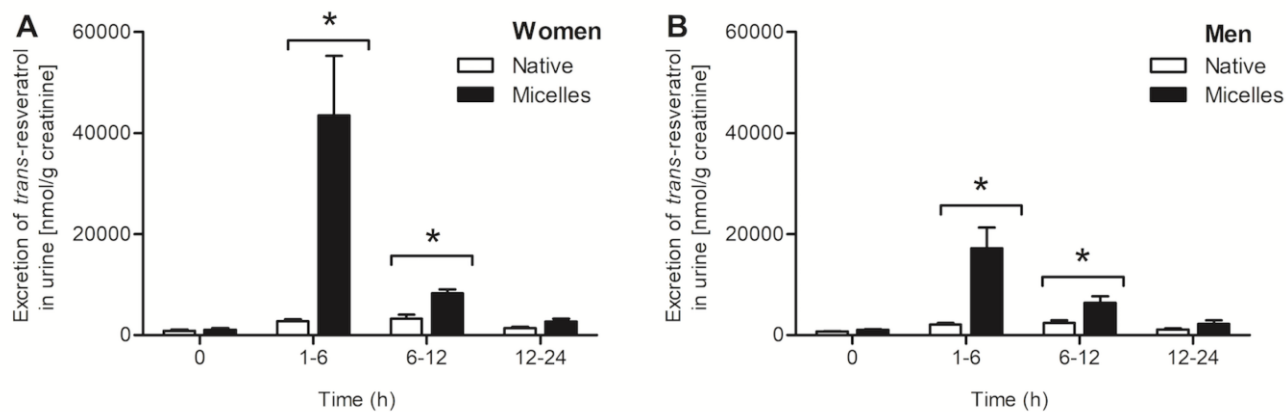 A
Excretion of trans-resveratrol
in urine [nmol/g creatinine]
60000
40000
20000
0
*
*
Women
Native
Micelles
0
1-6
6-12
12-24
Time (h)
B
Excretion of trans-resveratrol
in urine [nmol/g creatinine]
60000
40000
20000
0
*
*
Men
Native
Micelles
0
1-6
6-12
12-24
Time (h)